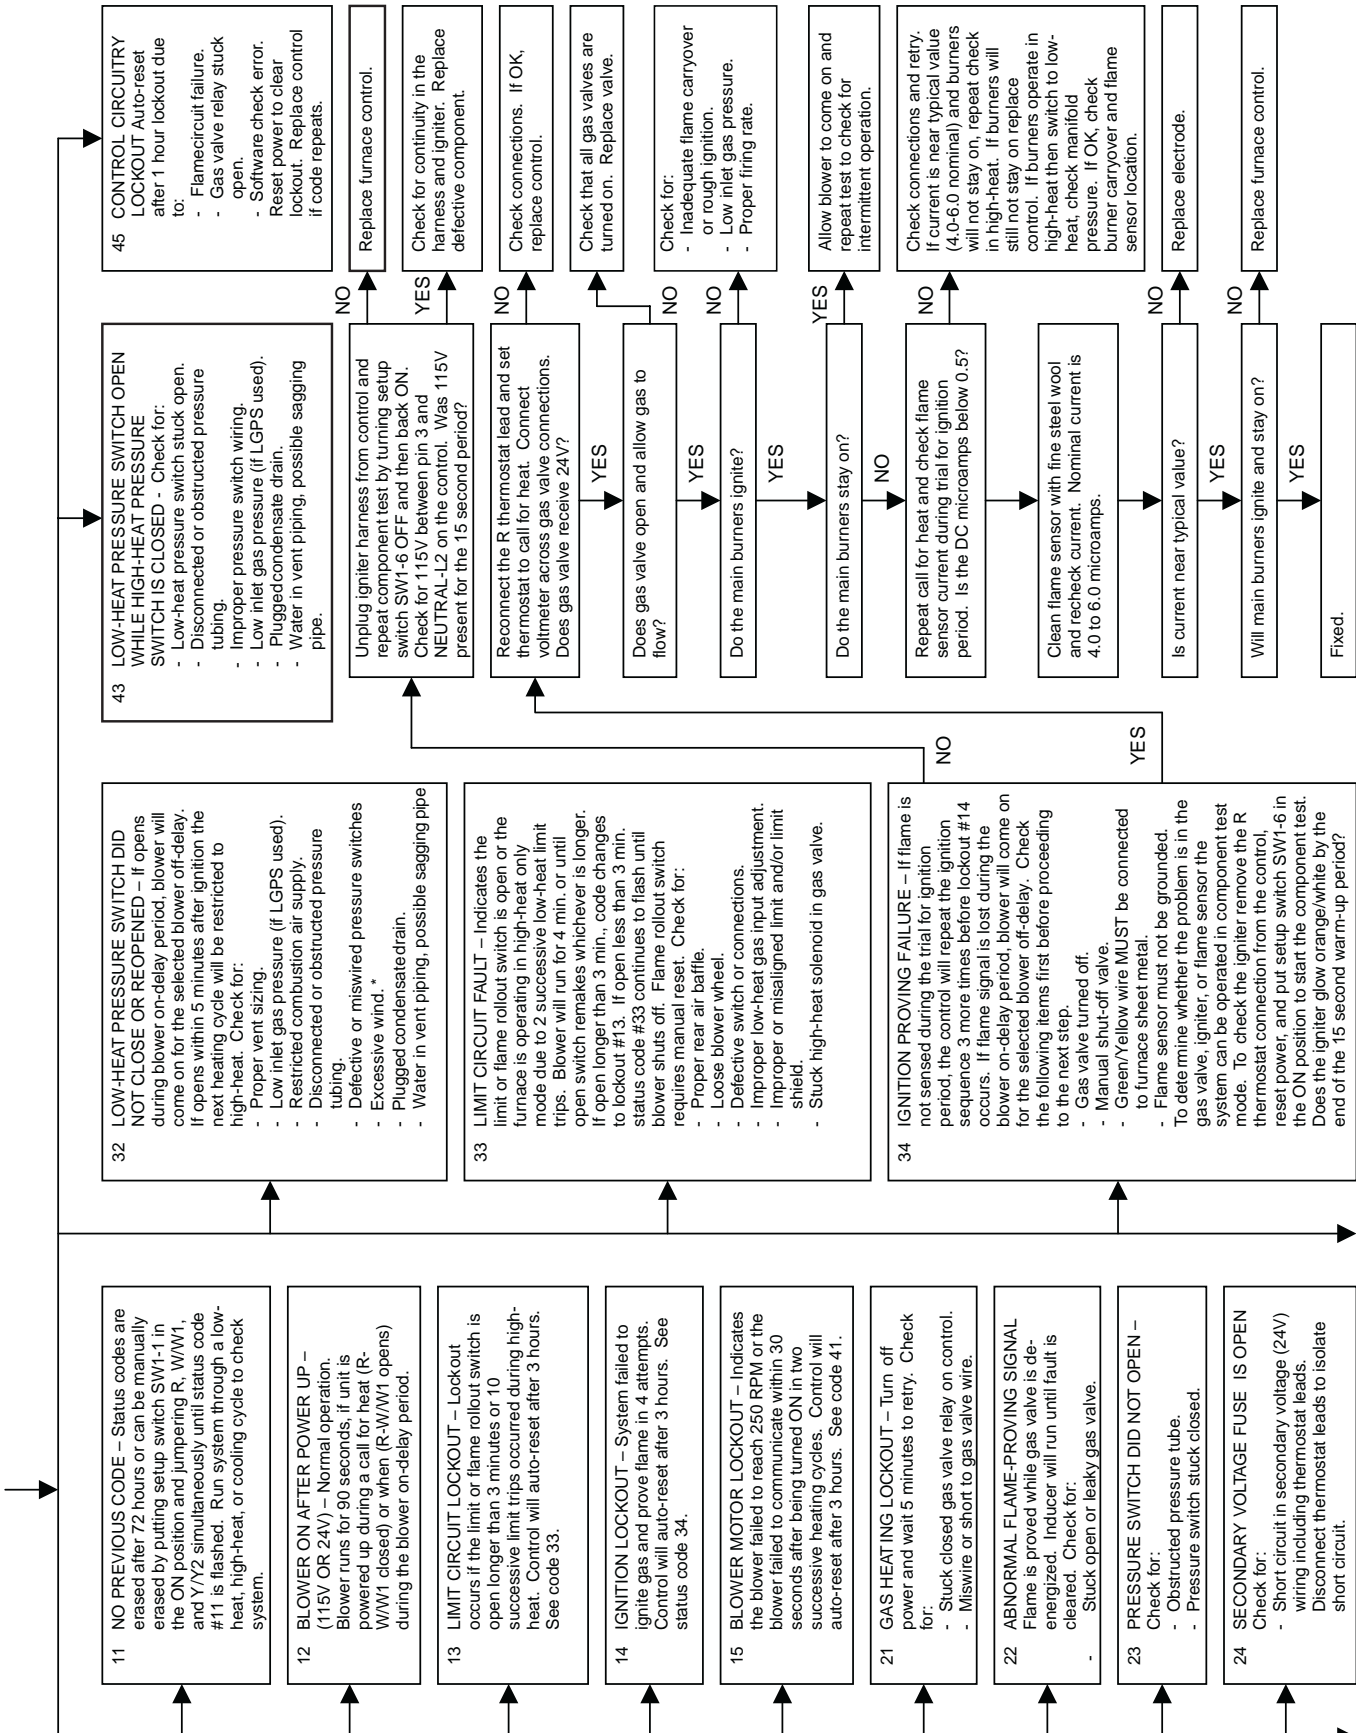 11 NO PREVIOUS CODE – Status codes are
erased after 72 hours or can be manually
erased by putting setup switch SW1-1 in
the ON position and jumpering R, W/W1,
and Y/Y2 simultaneously until status code
#11 is flashed. Run system through a low-
heat, high-heat, or cooling cycle to check
system.
12 BLOWER ON AFTER POWER UP –
(115V OR 24V) – Normal operation.
Blower runs for 90 seconds, if unit is
powered up during a call for heat (R-
W/W1 closed) or when (R-W/W1 opens)
during the blower on-delay period.
13 LIMIT CIRCUIT LOCKOUT – Lockout
occurs if the limit or flame rollout switch is
open longer than 3 minutes or 10
successive limit trips occurred during high-
heat. Control will auto-reset after 3 hours.
See code 33.
14 IGNITION LOCKOUT – System failed to
ignite gas and prove flame in 4 attempts.
Control will auto-reset after 3 hours. See
status code 34.
15 BLOWER MOTOR LOCKOUT – Indicates
the blower failed to reach 250 RPM or the
blower failed to communicate within 30
seconds after being turned ON in two
successive heating cycles. Control will
auto-reset after 3 hours. See code 41.
21 GAS HEATING LOCKOUT – Turn off
power and wait 5 minutes to retry. Check
for:
- Stuck closed gas valve relay on control.
- Miswire or short to gas valve wire.
22 ABNORMAL FLAME-PROVING SIGNAL
Flame is proved while gas valve is de-
energized. Inducer will run until fault is
cleared. Check for:
- Stuck open or leaky gas valve.
23 PRESSURE SWITCH DID NOT OPEN –
Check for:
- Obstructed pressure tube.
- Pressure switch stuck closed.
24 SECONDARY VOLTAGE FUSE IS OPEN
Check for:
- Short circuit in secondary voltage (24V)
wiring including thermostat leads.
Disconnect thermostat leads to isolate
short circuit.
32 LOW-HEAT PRESSURE SWITCH DID
NOT CLOSE OR REOPENED – If opens
during blower on-delay period, blower will
come on for the selected blower off-delay.
If opens within 5 minutes after ignition the
next heating cycle will be restricted to
high-heat. Check for:
- Proper vent sizing.
- Low inlet gas pressure (if LGPS used).
- Restricted combustion air supply.
- Disconnected or obstructed pressure
tubing.
- Defective or miswired pressure switches
- Excessive wind. *
- Plugged condensate drain.
- Water in vent piping, possible sagging pipe
33 LIMIT CIRCUIT FAULT – Indicates the
limit or flame rollout switch is open or the
furnace is operating in high-heat only
mode due to 2 successive low-heat limit
trips. Blower will run for 4 min. or until
open switch remakes whichever is longer.
If open longer than 3 min., code changes
to lockout #13. If open less than 3 min.
status code #33 continues to flash until
blower shuts off. Flame rollout switch
requires manual reset. Check for:
- Proper rear air baffle.
- Loose blower wheel.
- Defective switch or connections.
- Improper low-heat gas input adjustment.
- Improper or misaligned limit and/or limit
shield.
- Stuck high-heat solenoid in gas valve.
34 IGNITION PROVING FAILURE – If flame is
not sensed during the trial for ignition
period, the control will repeat the ignition
sequence 3 more times before lockout #14
occurs. If flame signal is lost during the
blower on-delay period, blower will come on
for the selected blower off-delay. Check
the following items first before proceeding
to the next step.
- Gas valve turned off.
- Manual shut-off valve.
- Green/Yellow wire MUST be connected
to furnace sheet metal.
- Flame sensor must not be grounded.
To determine whether the problem is in the
gas valve, igniter, or flame sensor the
system can be operated in component test
mode. To check the igniter remove the R
thermostat connection from the control,
reset power, and put setup switch SW1-6 in
the ON position to start the component test.
Does the igniter glow orange/white by the
end of the 15 second warm-up period?
NO
YES
43 LOW-HEAT PRESSURE SWITCH OPEN
WHILE HIGH-HEAT PRESSURE
SWITCH IS CLOSED - Check for:
- Low-heat pressure switch stuck open.
- Disconnected or obstructed pressure
tubing.
- Improper pressure switch wiring.
- Low inlet gas pressure (if LGPS used).
- Plugged condensate drain.
- Water in vent piping, possible sagging
pipe.
Unplug igniter harness from control and
repeat component test by turning setup
switch SW1-6 OFF and then back ON.
Check for 115V between pin 3 and
NEUTRAL-L2 on the control. Was 115V
present for the 15 second period?
NO
YES
Reconnect the R thermostat lead and set
thermostat to call for heat. Connect
voltmeter across gas valve connections.
Does gas valve receive 24V?
NO
YES
Does gas valve open and allow gas to
flow?
NO
YES
Do the main burners ignite?
NO
YES
Do the main burners stay on?
YES
NO
Repeat call for heat and check flame
sensor current during trial for ignition
period. Is the DC microamps below 0.5?
NO
Clean flame sensor with fine steel wool
and recheck current. Nominal current is
4.0 to 6.0 microamps.
Is current near typical value?
NO
YES
Will main burners ignite and stay on?
NO
YES
Fixed.
45 CONTROL CIRCUITRY
LOCKOUT Auto-reset
after 1 hour lockout due
to:
- Flame circuit failure.
- Gas valve relay stuck
open.
- Software check error.
Reset power to clear
lockout. Replace control
if code repeats.
Replace furnace control.
Check for continuity in the
harness and igniter. Replace
defective component.
Check connections. If OK,
replace control.
Check that all gas valves are
turned on. Replace valve.
Check for:
- Inadequate flame carryover
or rough ignition.
- Low inlet gas pressure.
- Proper firing rate.
Allow blower to come on and
repeat test to check for
intermittent operation.
Check connections and retry.
If current is near typical value
(4.0-6.0 nominal) and burners
will not stay on, repeat check
in high-heat. If burners will
still not stay on replace
control. If burners operate in
high-heat then switch to low-
heat, check manifold
pressure. If OK, check
burner carryover and flame
sensor location.
Replace electrode.
Replace furnace control.